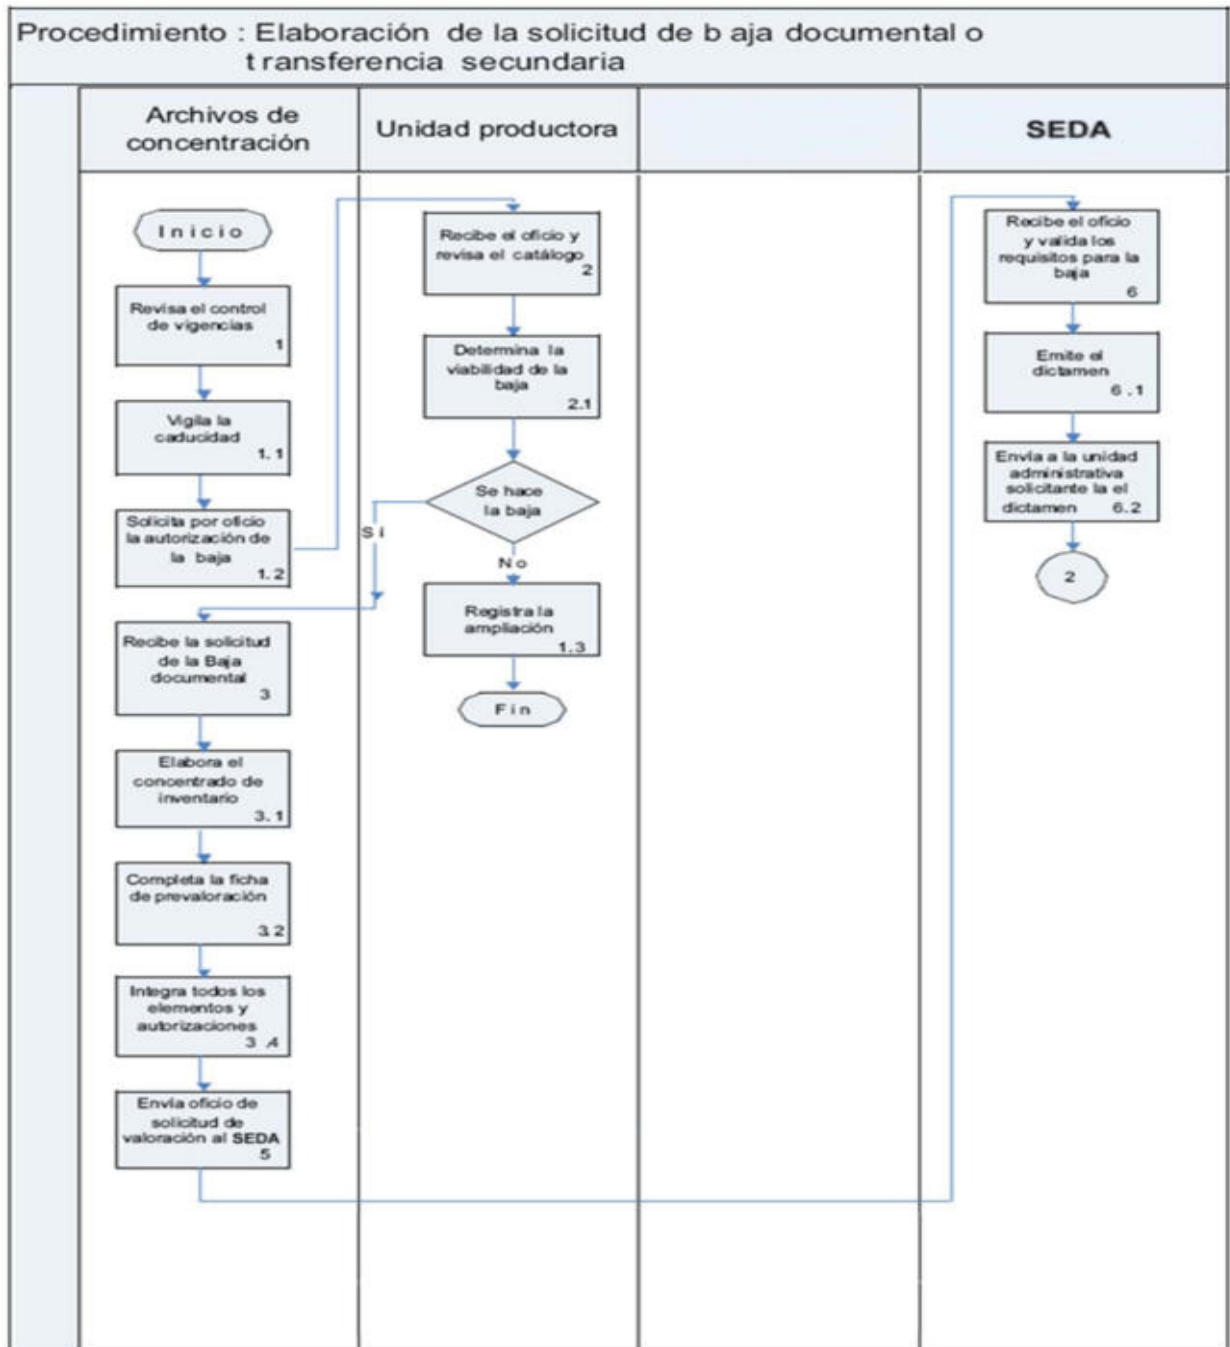 Procedimiento : Elaboración de la solicitud de b aja documental o
t ransferencia secundaria
Archivos de
concentración
Unidad productora
SEDA
Inicio
Revisa el control
de vigencias
1
Vigila la
caducidad
1. 1
Solicita por oficio
la autorización de
la baja
1. 2
Recibe la solicitud
de la Baja
documental
3
Elabora el
concentrado de
inventario
3. 1
Completa la ficha
de prevaloración
3.2
Integra todos los
elementos y
autorizaciones
3 .4
Envía oficio de
solicitud de
valoración al SEDA
5
Recibe el oficio y
revisa el catálogo
2
Determina la
viabilidad de la
baja
2.1
Se hace
la baja
Si
No
Registra la
ampliación
1.3
Fin
Recibe el oficio
y valida los
requisitos para la
baja
6
Emite el
dictamen
6 .1
Envía a la unidad
administrativa
solicitante la el
dictamen 6.2
2